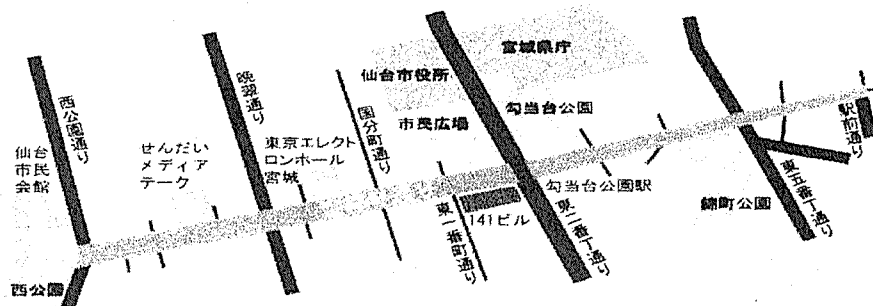 西公園通り
仙台
市民
会館
西公園
せんだい
メディア
テーク
晩翠通り
東京エレクト
ロンホール
宮城
国分町通り
仙台市役所
市民広場
宮城県庁
勾当台公園
勾当台公園駅
東一番町通り
141ビル
東二番丁通り
錦町公園
東五番丁通り
駅前通り